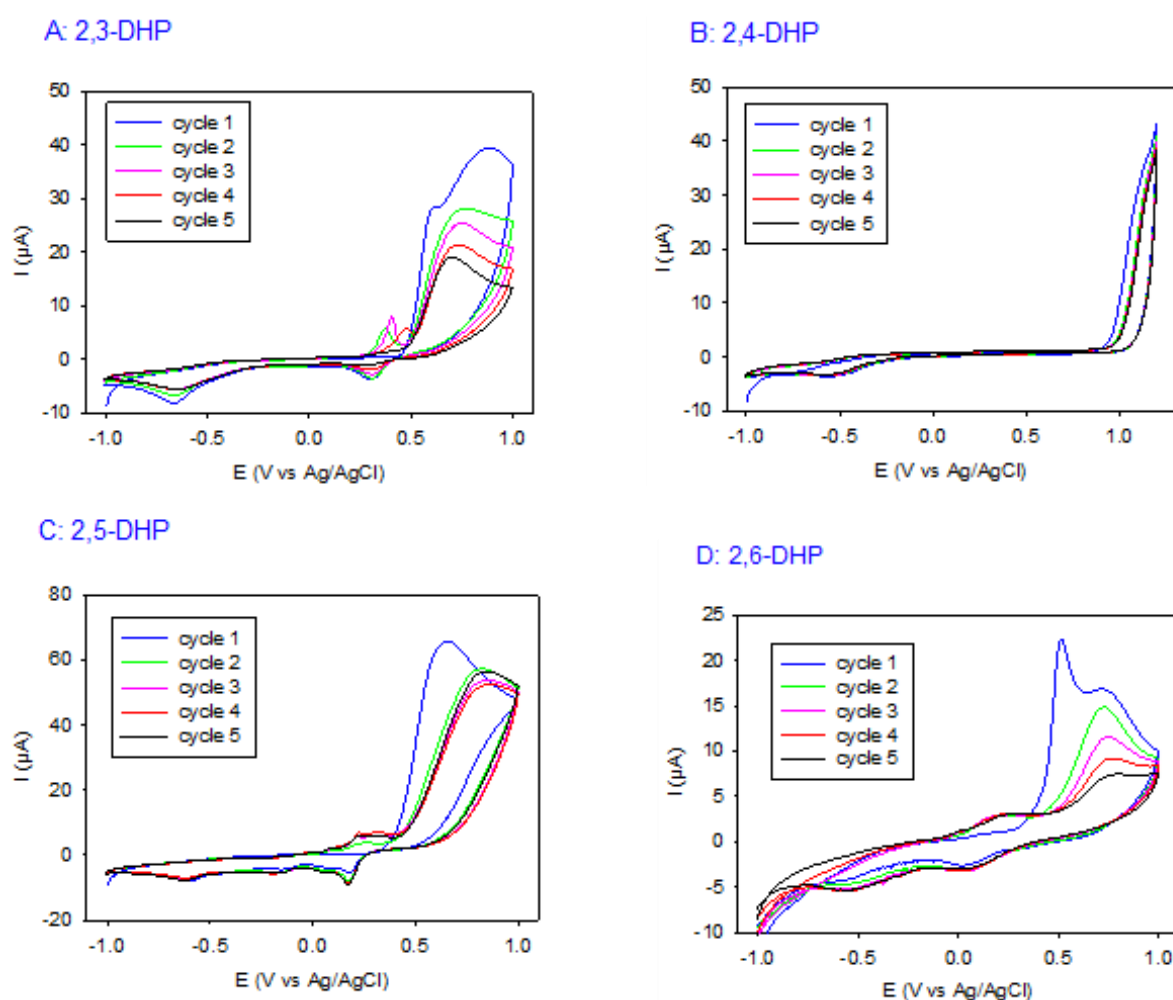 A: 2,3-DHP
50
40
30
20
10
0
-10
I (µA)
cycle 1
cycle 2
cycle 3
cycle 4
cycle 5
-1.0 -0.5 0.0 0.5 1.0
E (V vs Ag/AgCl)
B: 2,4-DHP
50
40
30
20
10
0
-10
I (µA)
cycle 1
cycle 2
cycle 3
cycle 4
cycle 5
-1.0 -0.5 0.0 0.5 1.0
E (V vs Ag/AgCl)
C: 2,5-DHP
80
60
40
20
0
-20
I (µA)
cycle 1
cycle 2
cycle 3
cycle 4
cycle 5
-1.0 -0.5 0.0 0.5 1.0
E (V vs Ag/AgCl)
D: 2,6-DHP
25
20
15
10
5
0
-5
-10
I (µA)
cycle 1
cycle 2
cycle 3
cycle 4
cycle 5
-1.0 -0.5 0.0 0.5 1.0
E (V vs Ag/AgCl)